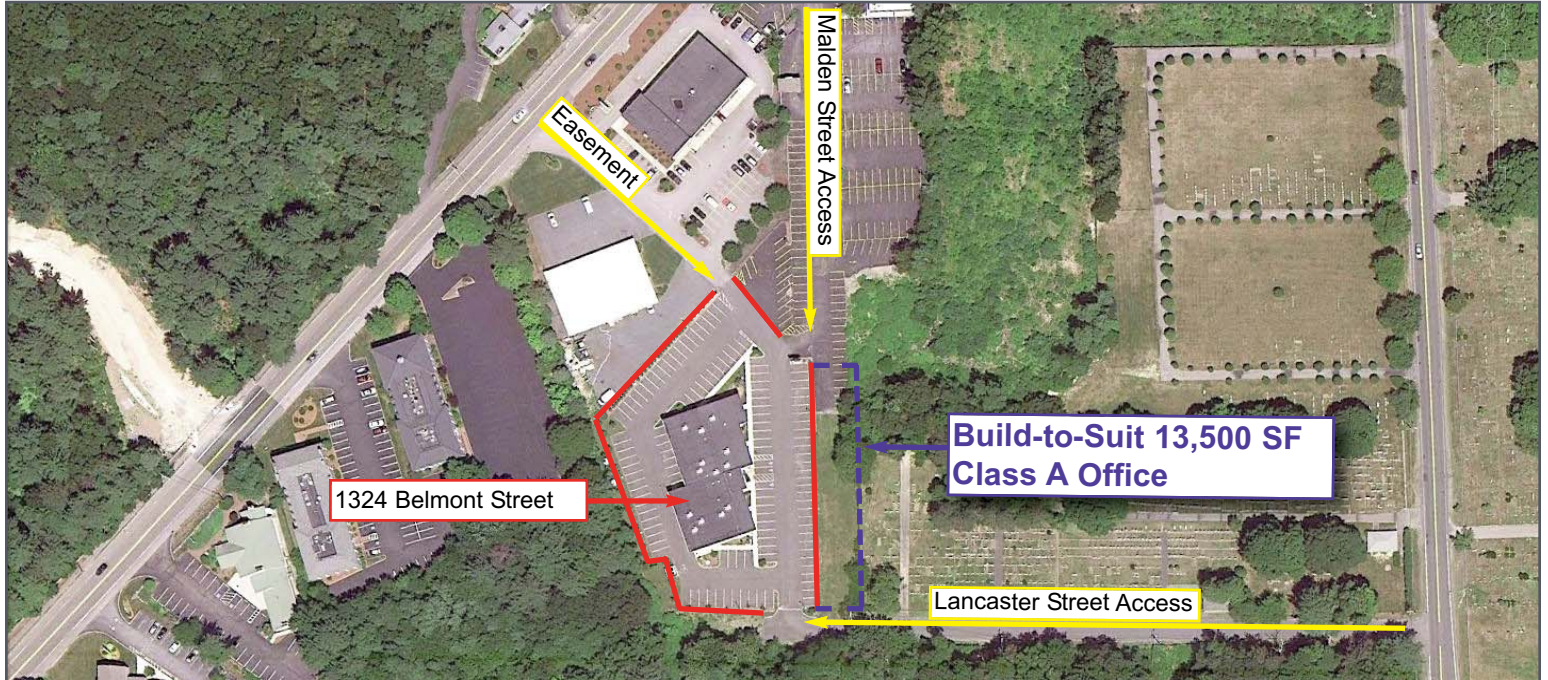 Malden Street Access
Easement
Build-to-Suit 13,500 SF
Class A Office
1324 Belmont Street
Lancaster Street Access